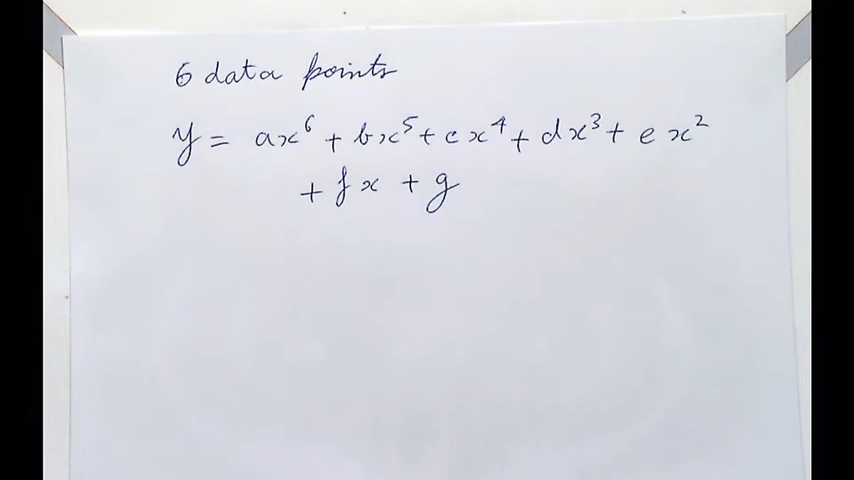 6 data points
y = ax⁶ + bx⁵ + cx⁴ + dx³ + ex²
+ fx + g